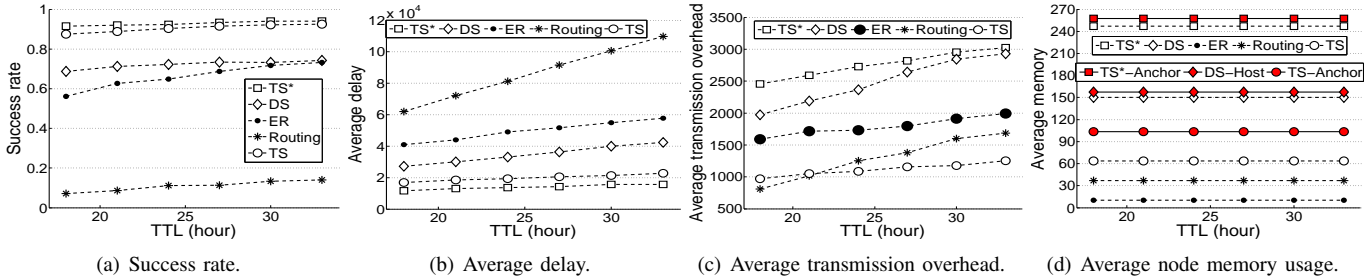 Success rate
1
0.8
0.6
0.4
0.2
0
TS*
DS
ER
Routing
TS
20 25 30
TTL (hour)
(a) Success rate.
Average delay
x 10^4
12
10
8
6
4
2
0
TS* DS ER Routing TS
20 25 30
TTL (hour)
(b) Average delay.
Average transmission overhead
3500
3000
2500
2000
1500
1000
500
TS* DS ER Routing TS
20 25 30
TTL (hour)
(c) Average transmission overhead.
Average memory
270
240
210
180
150
120
90
60
30
0
TS* DS ER Routing TS
TS*-Anchor DS-Host TS-Anchor
20 25 30
TTL (hour)
(d) Average node memory usage.